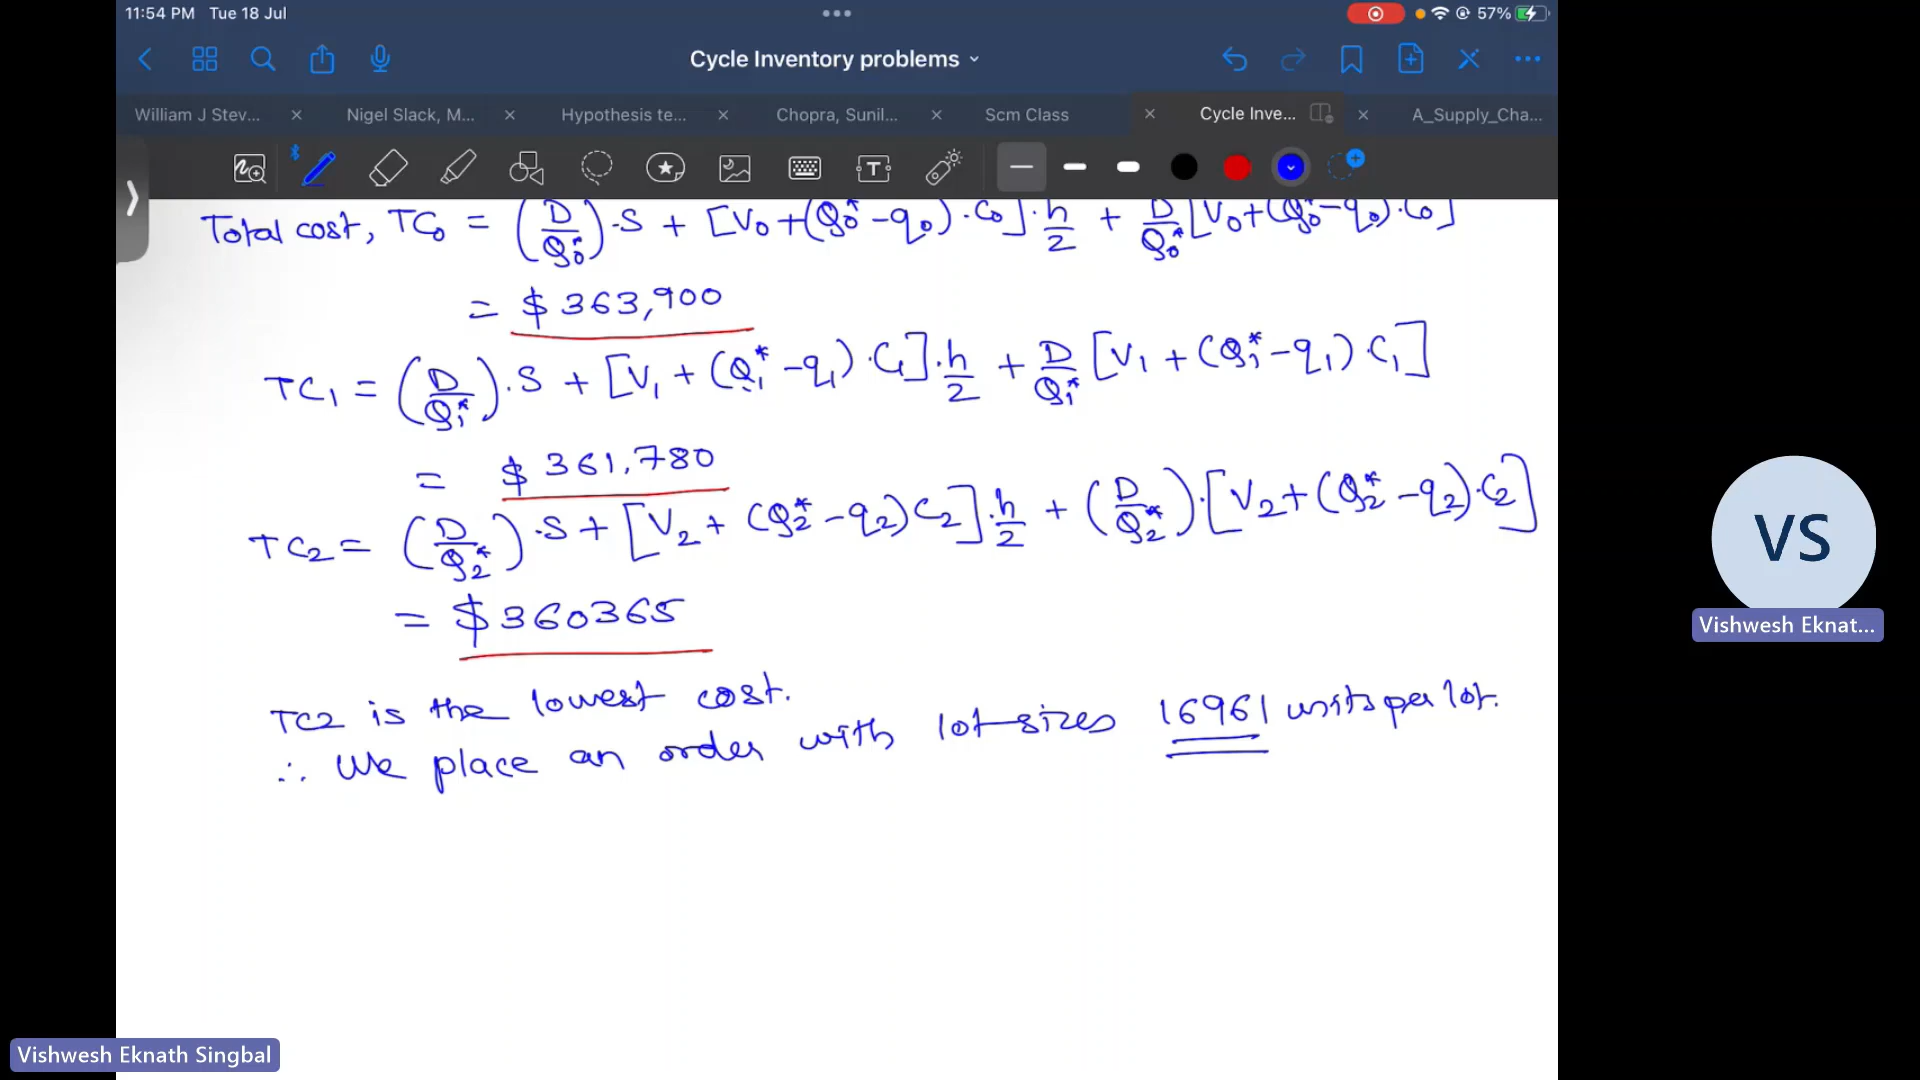 11:54 PM Tue 18 Jul
57%
Cycle Inventory problems
William J Stev...
Nigel Slack, M...
Hypothesis te...
Chopra, Sunil...
Scm Class
Cycle Inve...
A_Supply_Cha...
Total cost, TC₀ = (D/Q₀*)·S + [V₀+(Q₀*-q₀)·C₀]·h/2 + D/Q₀*[V₀+(Q₀*-q₀)·C₀]
= $363,900
TC₁ = (D/Q₁*)·S + [V₁ + (Q₁* -q₁)·C₁]·h/2 + D/Q₁* [V₁ + (Q₁*-q₁)·C₁]
= $ 361,780
TC₂ = (D/Q₂*)·S + [V₂ + (Q₂* -q₂)C₂]·h/2 + (D/Q₂*)·[V₂+(Q₂* -q₂)·C₂]
= $360365
TC2 is the lowest cost.
∴ We place an order with lot-sizes 16961 units per lot.
VS
Vishwesh Eknat...
Vishwesh Eknath Singbal